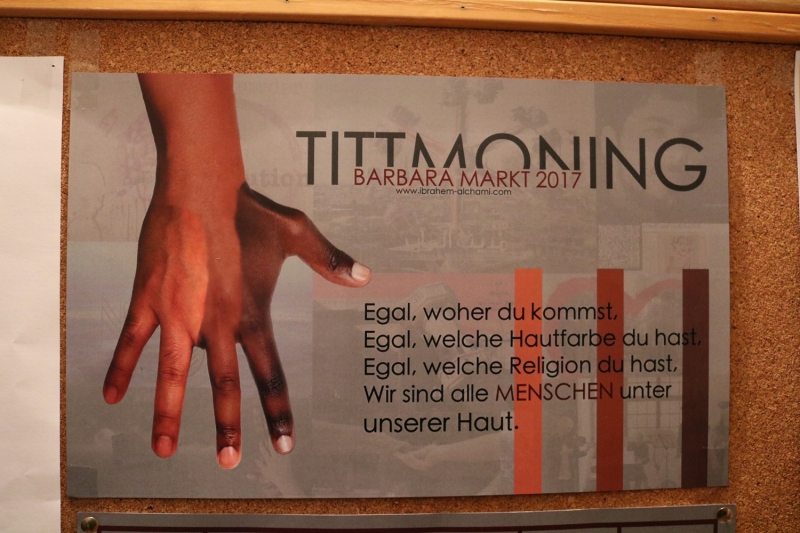 TITTMONING
BARBARA MARKT 2017
www.ibrahem-alchami.com
Egal, woher du kommst,
Egal, welche Hautfarbe du hast,
Egal, welche Religion du hast,
Wir sind alle MENSCHEN unter
unserer Haut.